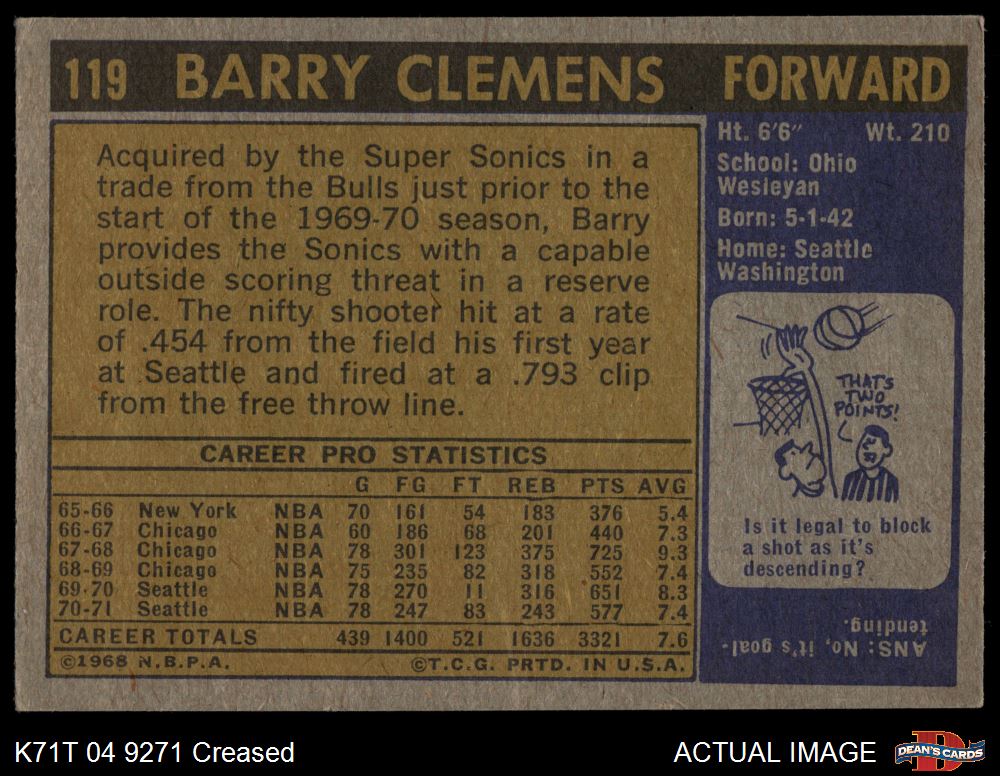 119 BARRY CLEMENS FORWARD
Acquired by the Super Sonics in a
trade from the Bulls just prior to the
start of the 1969-70 season, Barry
provides the Sonics with a capable
outside scoring threat in a reserve
role. The nifty shooter hit at a rate
of .454 from the field his first year
at Seattle and fired at a .793 clip
from the free throw line.
Ht. 6'6" Wt. 210
School: Ohio
Wesleyan
Born: 5-1-42
Home: Seattle
Washington
THAT'S
TWO
POINTS!
Is it legal to block
a shot as it's
descending?
ANS: No, it's goal-
tending.
CAREER PRO STATISTICS
G FG FT REB PTS AVG
65-66 New York NBA 70 161 54 183 376 5.4
66-67 Chicago NBA 60 186 68 201 440 7.3
67-68 Chicago NBA 78 301 123 375 725 9.3
68-69 Chicago NBA 75 235 82 318 552 7.4
69-70 Seattle NBA 78 270 11 316 651 8.3
70-71 Seattle NBA 78 247 83 243 577 7.4
CAREER TOTALS 439 1400 521 1636 3321 7.6
©1968 N.B.P.A. ©T.C.G. PRTD. IN U.S.A.
K71T 04 9271 Creased ACTUAL IMAGE D DEAN'S CARDS